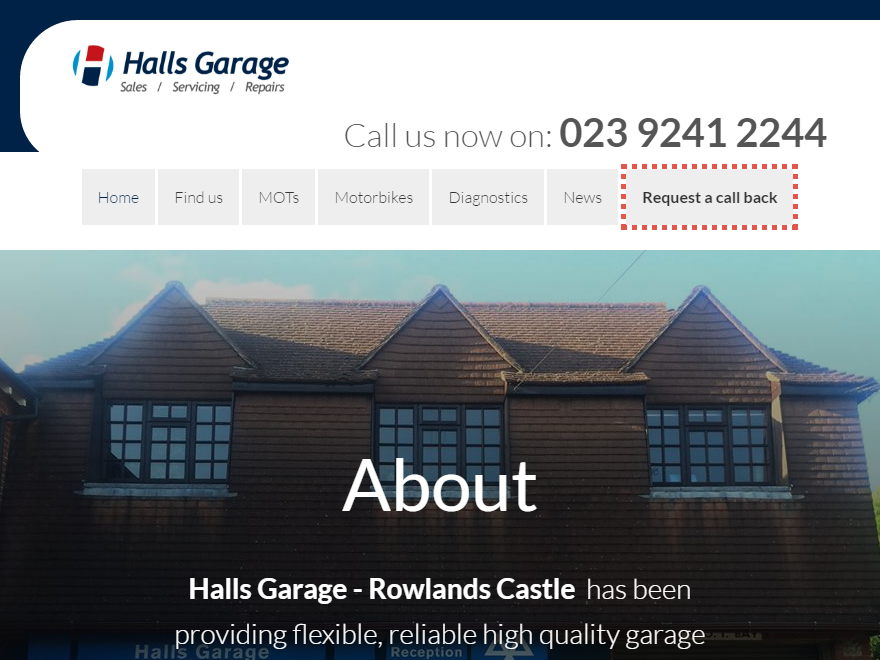 Halls Garage
Sales / Servicing / Repairs
Call us now on: 023 9241 2244
Home Find us MOTs Motorbikes Diagnostics News Request a call back
About
Halls Garage - Rowlands Castle has been
providing flexible, reliable high quality garage
Halls Garage Reception